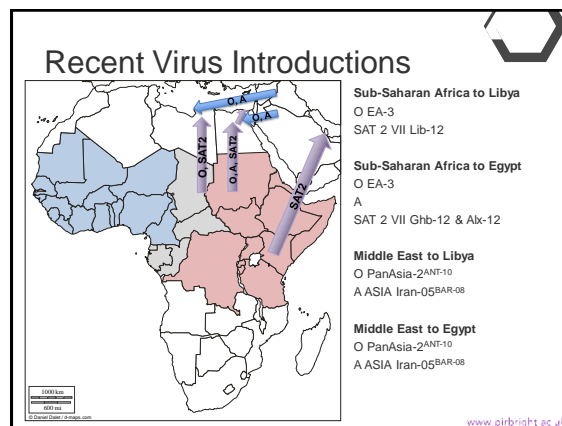 Recent Virus Introductions
O, A
O, A
O, SAT2
O, A, SAT2
SAT2
1000 km
600 mi
© Daniel Dalet / d-maps.com
Sub-Saharan Africa to Libya
O EA-3
SAT 2 VII Lib-12
Sub-Saharan Africa to Egypt
O EA-3
A
SAT 2 VII Ghb-12 & Alx-12
Middle East to Libya
O PanAsia-2ANT-10
A ASIA Iran-05BAR-08
Middle East to Egypt
O PanAsia-2ANT-10
A ASIA Iran-05BAR-08
www.pirbright.ac.uk